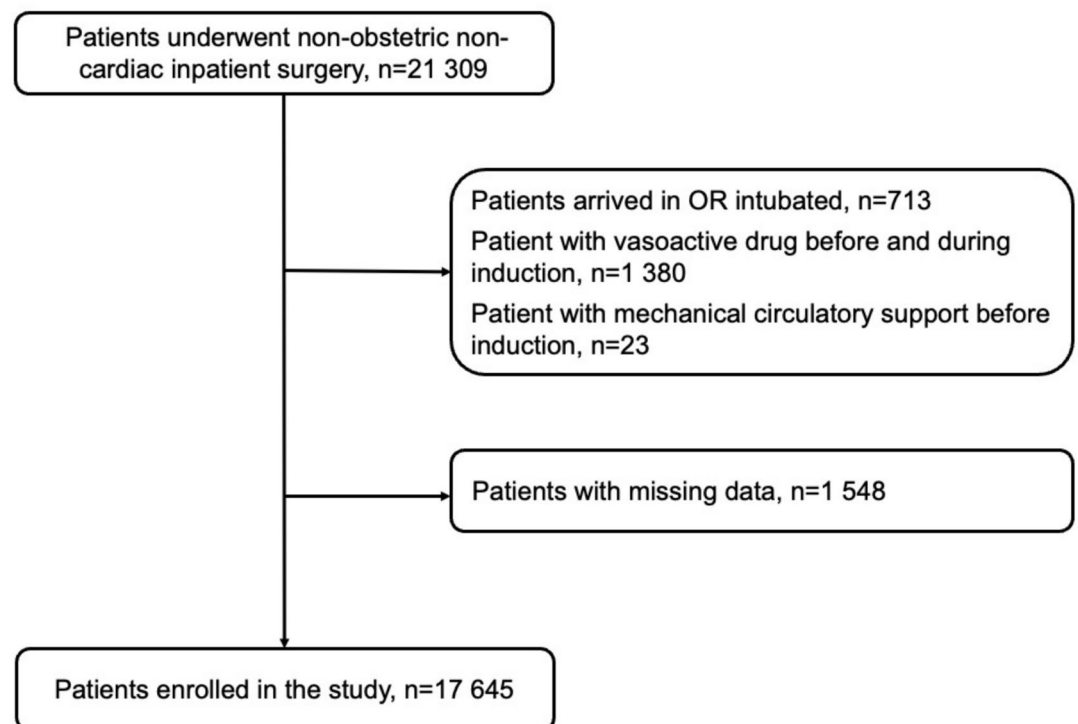 Patients underwent non-obstetric non-
cardiac inpatient surgery, n=21 309
Patients arrived in OR intubated, n=713
Patient with vasoactive drug before and during
induction, n=1 380
Patient with mechanical circulatory support before
induction, n=23
Patients with missing data, n=1 548
Patients enrolled in the study, n=17 645